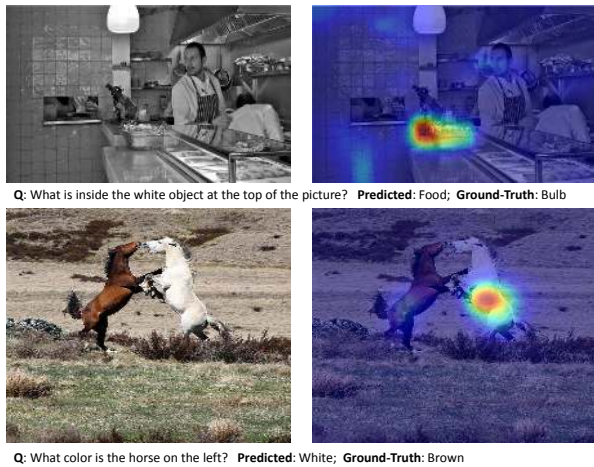 Q: What is inside the white object at the top of the picture? Predicted: Food; Ground-Truth: Bulb
Q: What color is the horse on the left? Predicted: White; Ground-Truth: Brown